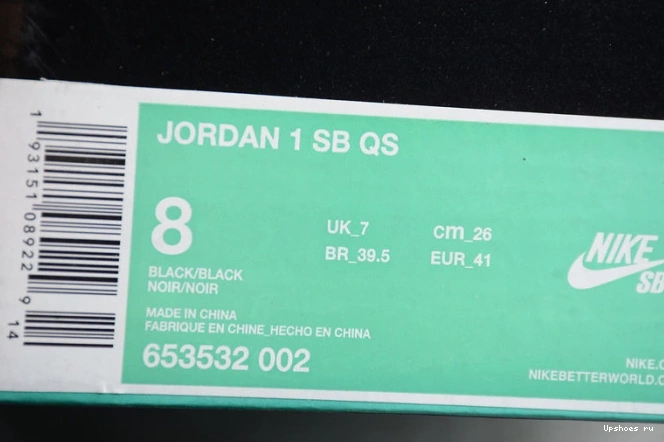 JORDAN 1 SB QS
8
UK_7
cm_26
BR_39.5
EUR_41
BLACK/BLACK
NOIR/NOIR
MADE IN CHINA
FABRIQUE EN CHINE_HECHO EN CHINA
653532 002
NIKE
SB
NIKE.C
NIKEBETTERWORLD.C
1 93151 08922 9 14
Upshoes ru